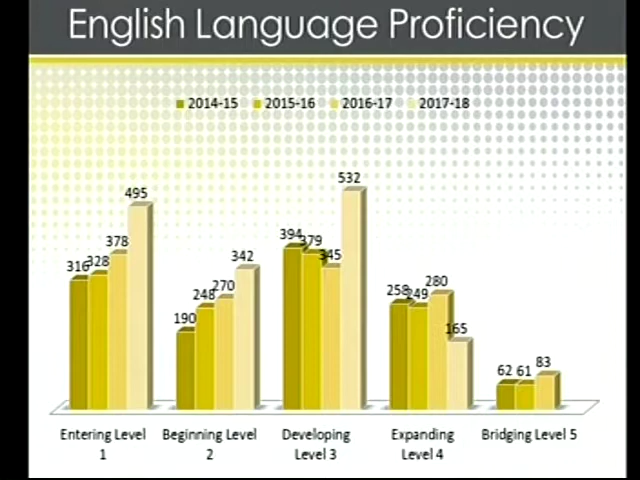 English Language Proficiency
2014-15 2015-16 2016-17 2017-18
316 328 378 495
190 248 270 342
394 379 345 532
258 249 280 165
62 61 83
Entering Level
1
Beginning Level
2
Developing
Level 3
Expanding
Level 4
Bridging Level 5